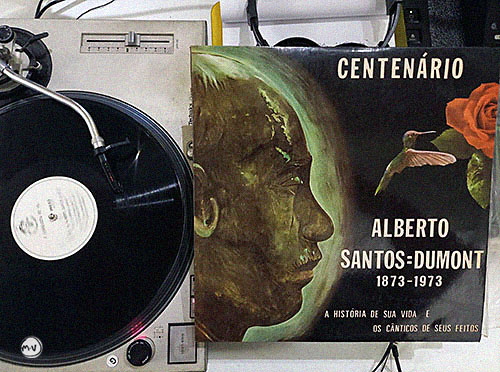 CENTENÁRIO
ALBERTO
SANTOS=DUMONT
1873-1973
A HISTÓRIA DE SUA VIDA E
OS CÂNTICOS DE SEUS FEITOS